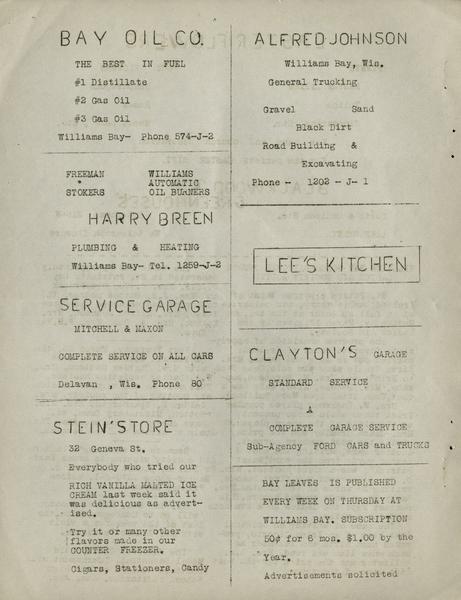 BAY OIL CO.
THE BEST IN FUEL
#1 Distillate
#2 Gas Oil
#3 Gas Oil
Williams Bay- Phone 574-J-2
FREEMAN WILLIAMS
" AUTOMATIC
STOKERS OIL BURNERS
HARRY BREEN
PLUMBING & HEATING
Williams Bay- Tel. 1259-J-2
SERVICE GARAGE
MITCHELL & MAXON
COMPLETE SERVICE ON ALL CARS
Delavan , Wis. Phone 80
STEIN'STORE
32 Geneva St.
Everybody who tried our
RICH VANILLA MALTED ICE
CREAM last week said it
was delicious as advert-
ised.
Try it or many other
flavors made in our
COUNTER FREEZER.
Cigars, Stationers, Candy
ALFRED JOHNSON
Williams Bay, Wis.
General Trucking
Gravel Sand
Black Dirt
Road Building &
Excavating
Phone - 1202 - J- 1
LEE'S KITCHEN
CLAYTON'S GARAGE
STANDARD SERVICE
&
COMPLETE GARAGE SERVICE
Sub-Agency FORD CARS and TRUCKS
BAY LEAVES IS PUBLISHED
EVERY WEEK ON THURSDAY AT
WILLIAMS BAY. SUBSCRIPTION
50¢ for 6 mos. $1.00 by the
Year.
Advertisements solicited